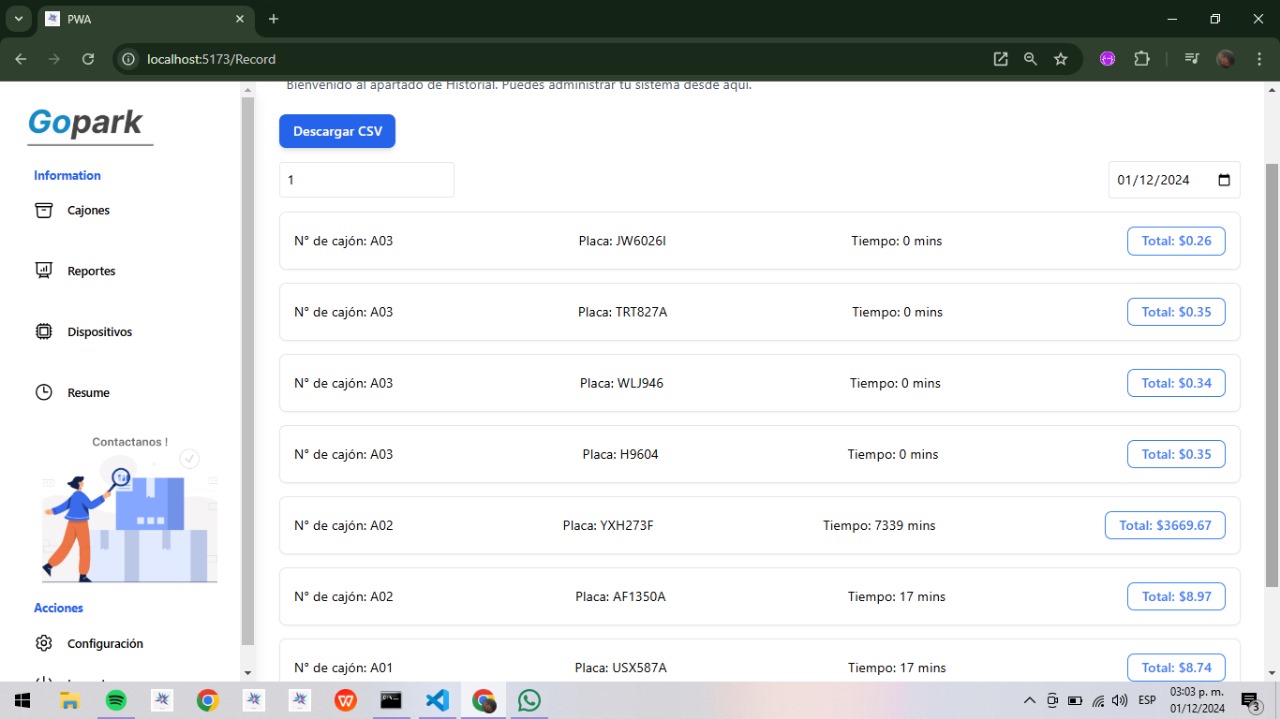 PWA
localhost:5173/Record
Bienvenido al apartado de Historial. Puedes administrar tu sistema desde aquí.
Gopark
Descargar CSV
Information
1
01/12/2024
Cajones
N° de cajón: A03 Placa: JW6026I Tiempo: 0 mins Total: $0.26
Reportes
N° de cajón: A03 Placa: TRT827A Tiempo: 0 mins Total: $0.35
Dispositivos
N° de cajón: A03 Placa: WLJ946 Tiempo: 0 mins Total: $0.34
Resume
Contactanos !
N° de cajón: A03 Placa: H9604 Tiempo: 0 mins Total: $0.35
N° de cajón: A02 Placa: YXH273F Tiempo: 7339 mins Total: $3669.67
N° de cajón: A02 Placa: AF1350A Tiempo: 17 mins Total: $8.97
Acciones
Configuración
N° de cajón: A01 Placa: USX587A Tiempo: 17 mins Total: $8.74
ESP
03:03 p. m.
01/12/2024
3